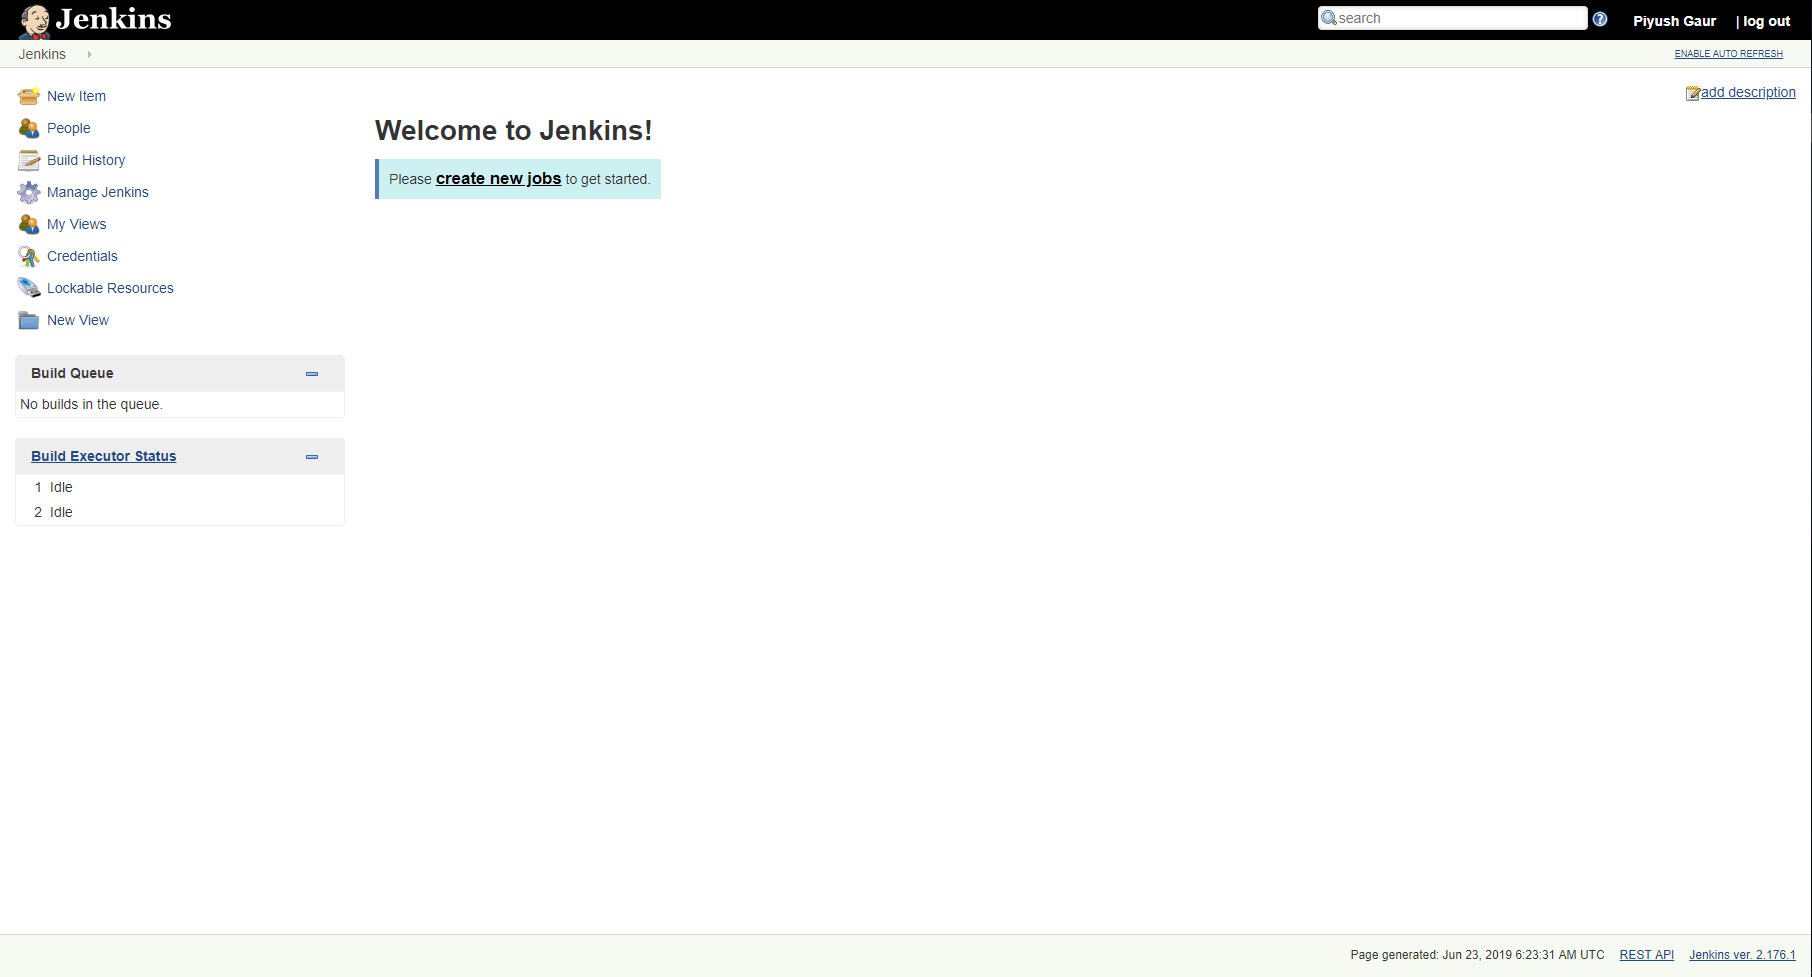 Jenkins
search
Piyush Gaur | log out
Jenkins
ENABLE AUTO REFRESH
New Item
People
Build History
Manage Jenkins
My Views
Credentials
Lockable Resources
New View
Build Queue
No builds in the queue.
Build Executor Status
1 Idle
2 Idle
add description
Welcome to Jenkins!
Please create new jobs to get started.
Page generated: Jun 23, 2019 6:23:31 AM UTC REST API Jenkins ver. 2.176.1